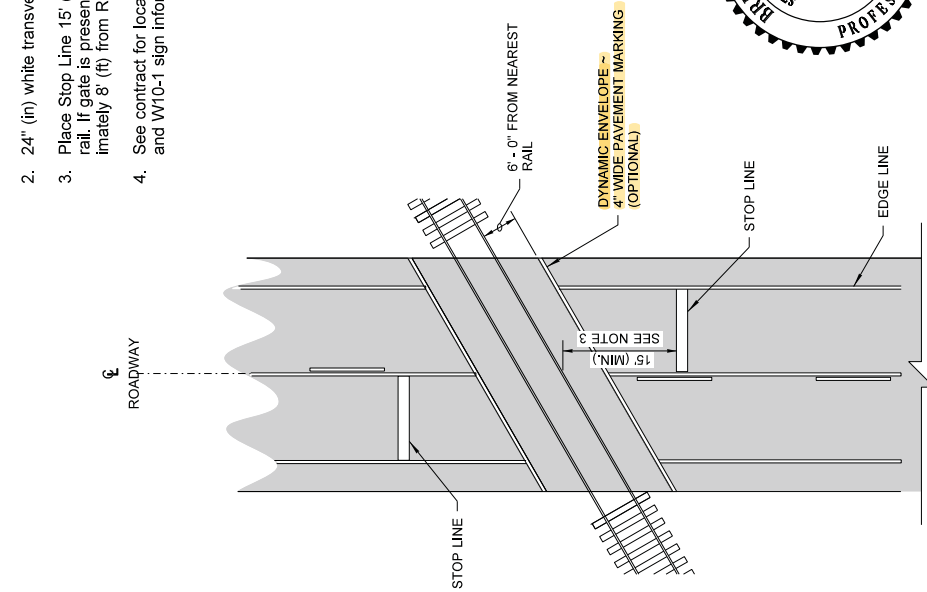 2. 24" (in) white transve
3. Place Stop Line 15' (
rail. If gate is presen
imately 8' (ft) from R
4. See contract for loca
and W10-1 sign infor
℄
ROADWAY
6' - 0" FROM NEAREST
RAIL
DYNAMIC ENVELOPE ~
4" WIDE PAVEMENT MARKING
(OPTIONAL)
STOP LINE
15' (MIN.)
SEE NOTE 3
STOP LINE
EDGE LINE
BRI
PROFES
ES